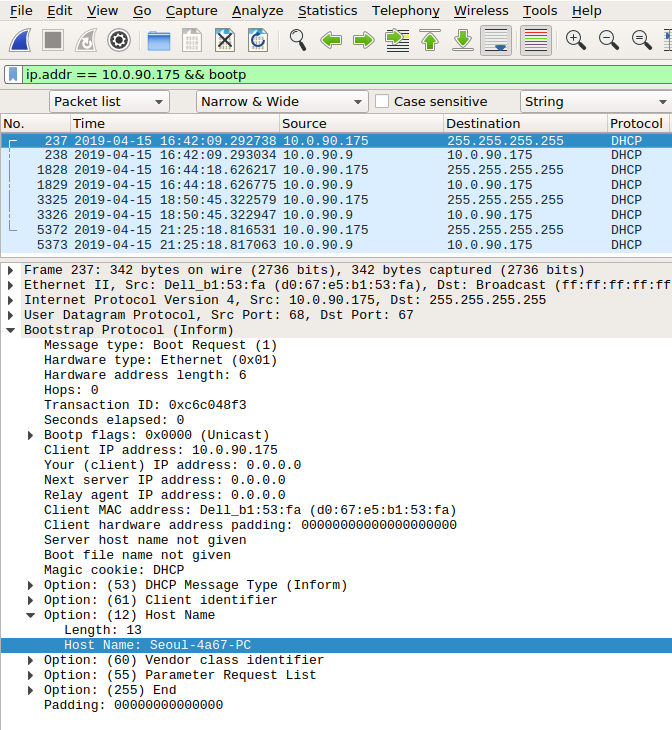 File Edit View Go Capture Analyze Statistics Telephony Wireless Tools Help
ip.addr == 10.0.90.175 && bootp
Packet list Narrow & Wide Case sensitive String
No. Time Source Destination Protocol
237 2019-04-15 16:42:09.292738 10.0.90.175 255.255.255.255 DHCP
238 2019-04-15 16:42:09.293034 10.0.90.9 10.0.90.175 DHCP
1828 2019-04-15 16:44:18.626217 10.0.90.175 255.255.255.255 DHCP
1829 2019-04-15 16:44:18.626775 10.0.90.9 10.0.90.175 DHCP
3325 2019-04-15 18:50:45.322579 10.0.90.175 255.255.255.255 DHCP
3326 2019-04-15 18:50:45.322947 10.0.90.9 10.0.90.175 DHCP
5372 2019-04-15 21:25:18.816531 10.0.90.175 255.255.255.255 DHCP
5373 2019-04-15 21:25:18.817063 10.0.90.9 10.0.90.175 DHCP
Frame 237: 342 bytes on wire (2736 bits), 342 bytes captured (2736 bits)
Ethernet II, Src: Dell_b1:53:fa (d0:67:e5:b1:53:fa), Dst: Broadcast (ff:ff:ff:ff:ff
Internet Protocol Version 4, Src: 10.0.90.175, Dst: 255.255.255.255
User Datagram Protocol, Src Port: 68, Dst Port: 67
Bootstrap Protocol (Inform)
Message type: Boot Request (1)
Hardware type: Ethernet (0x01)
Hardware address length: 6
Hops: 0
Transaction ID: 0xc6c048f3
Seconds elapsed: 0
Bootp flags: 0x0000 (Unicast)
Client IP address: 10.0.90.175
Your (client) IP address: 0.0.0.0
Next server IP address: 0.0.0.0
Relay agent IP address: 0.0.0.0
Client MAC address: Dell_b1:53:fa (d0:67:e5:b1:53:fa)
Client hardware address padding: 00000000000000000000
Server host name not given
Boot file name not given
Magic cookie: DHCP
Option: (53) DHCP Message Type (Inform)
Option: (61) Client identifier
Option: (12) Host Name
Length: 13
Host Name: Seoul-4a67-PC
Option: (60) Vendor class identifier
Option: (55) Parameter Request List
Option: (255) End
Padding: 00000000000000